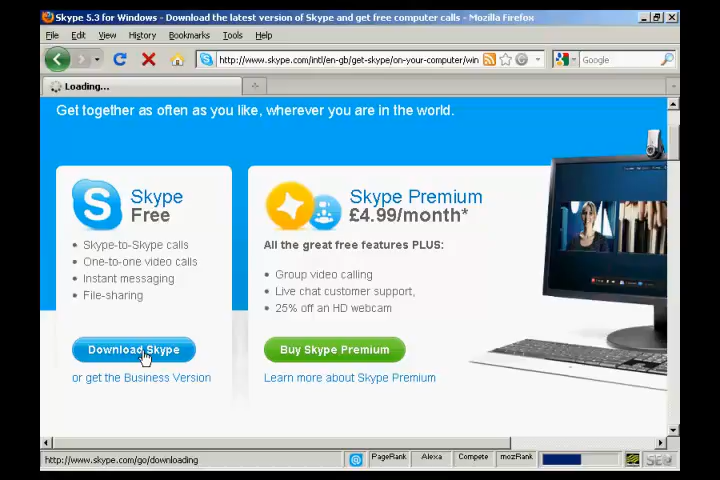 Skype 5.3 for Windows - Download the latest version of Skype and get free computer calls - Mozilla Firefox
File Edit View History Bookmarks Tools Help
http://www.skype.com/intl/en-gb/get-skype/on-your-computer/win
Google
Loading...
Get together as often as you like, wherever you are in the world.
Skype
Free
Skype-to-Skype calls
One-to-one video calls
Instant messaging
File-sharing
Download Skype
or get the Business Version
Skype Premium
£4.99/month*
All the great free features PLUS:
Group video calling
Live chat customer support,
25% off an HD webcam
Buy Skype Premium
Learn more about Skype Premium
http://www.skype.com/go/downloading
PageRank Alexa Compete mozRank